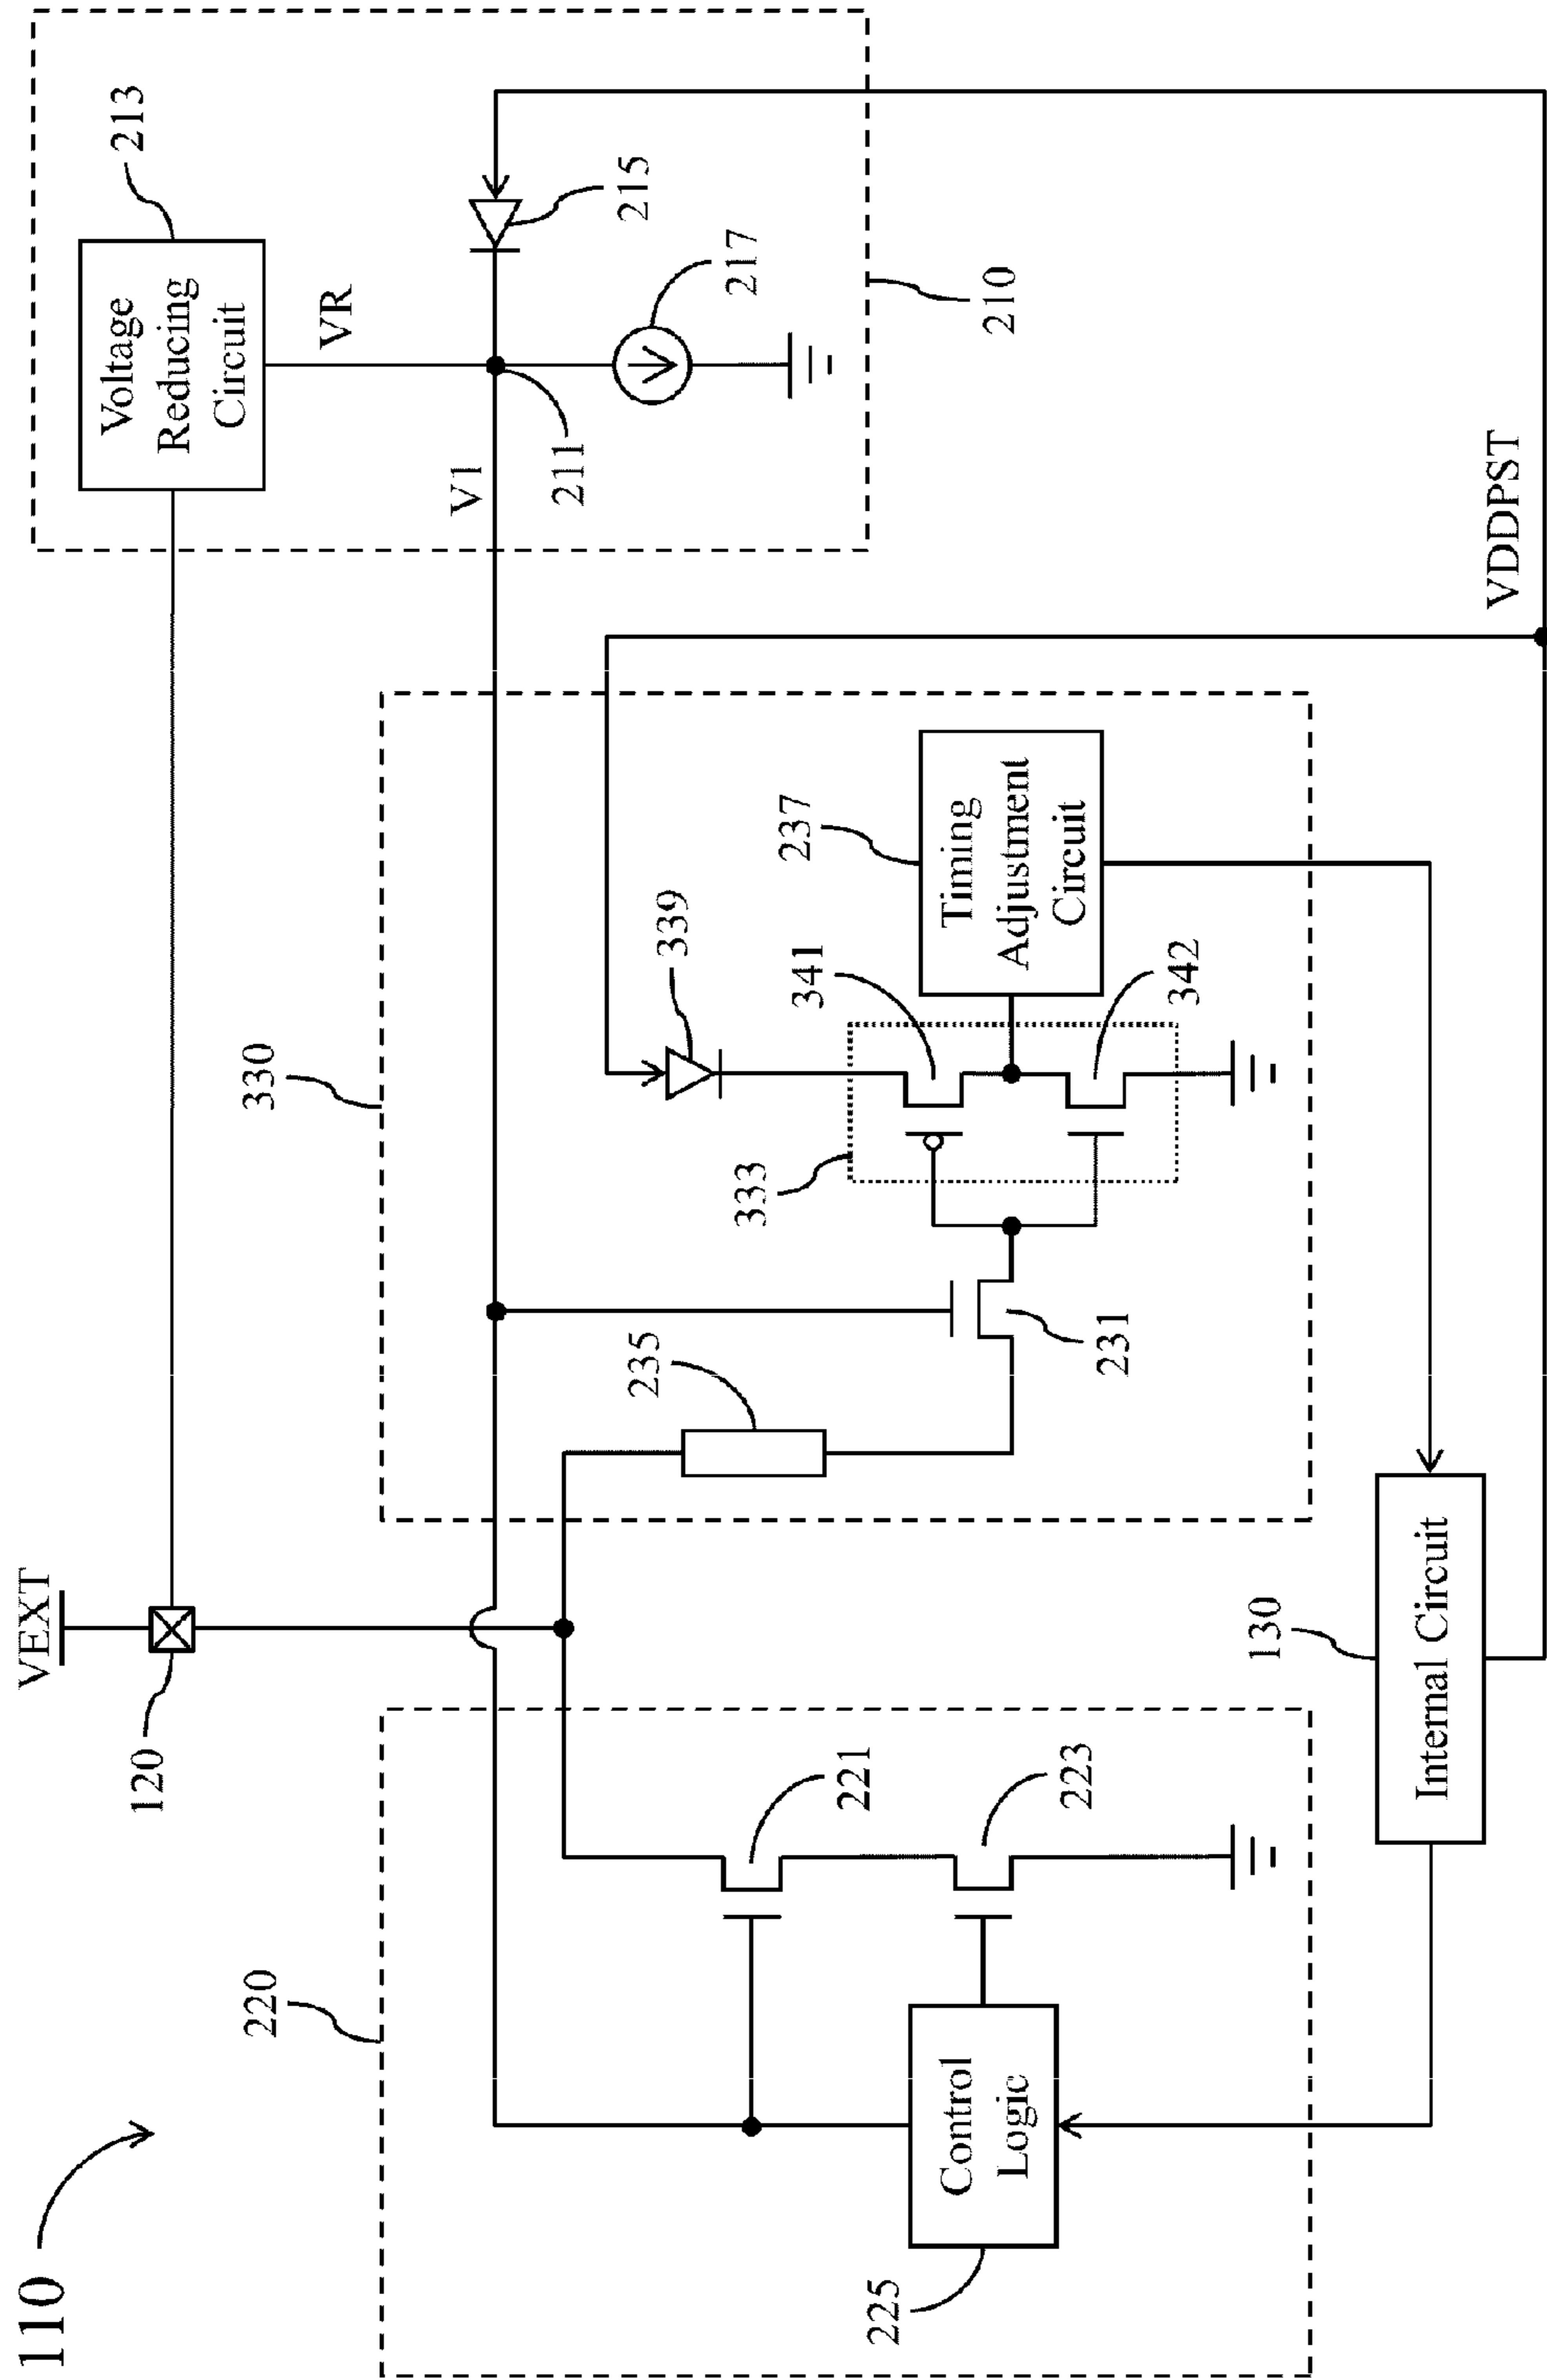 110
VEXT
120
213
Voltage
Reducing
Circuit
VR
V1
211
215
217
210
220
221
223
225
Control
Logic
330
235
231
333
339
341
342
237
Timing
Adjustment
Circuit
130
Internal Circuit
VDDPST